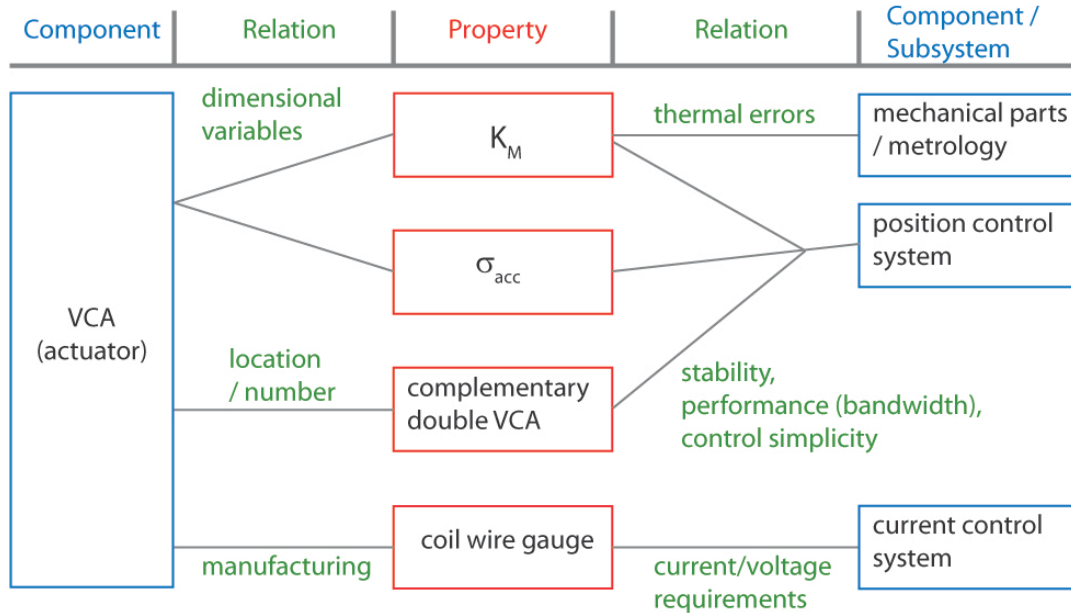 Component
Relation
Property
Relation
Component /
Subsystem
VCA
(actuator)
dimensional
variables
K_M
thermal errors
mechanical parts
/ metrology
σ_acc
position control
system
location
/ number
complementary
double VCA
stability,
performance (bandwidth),
control simplicity
manufacturing
coil wire gauge
current/voltage
requirements
current control
system